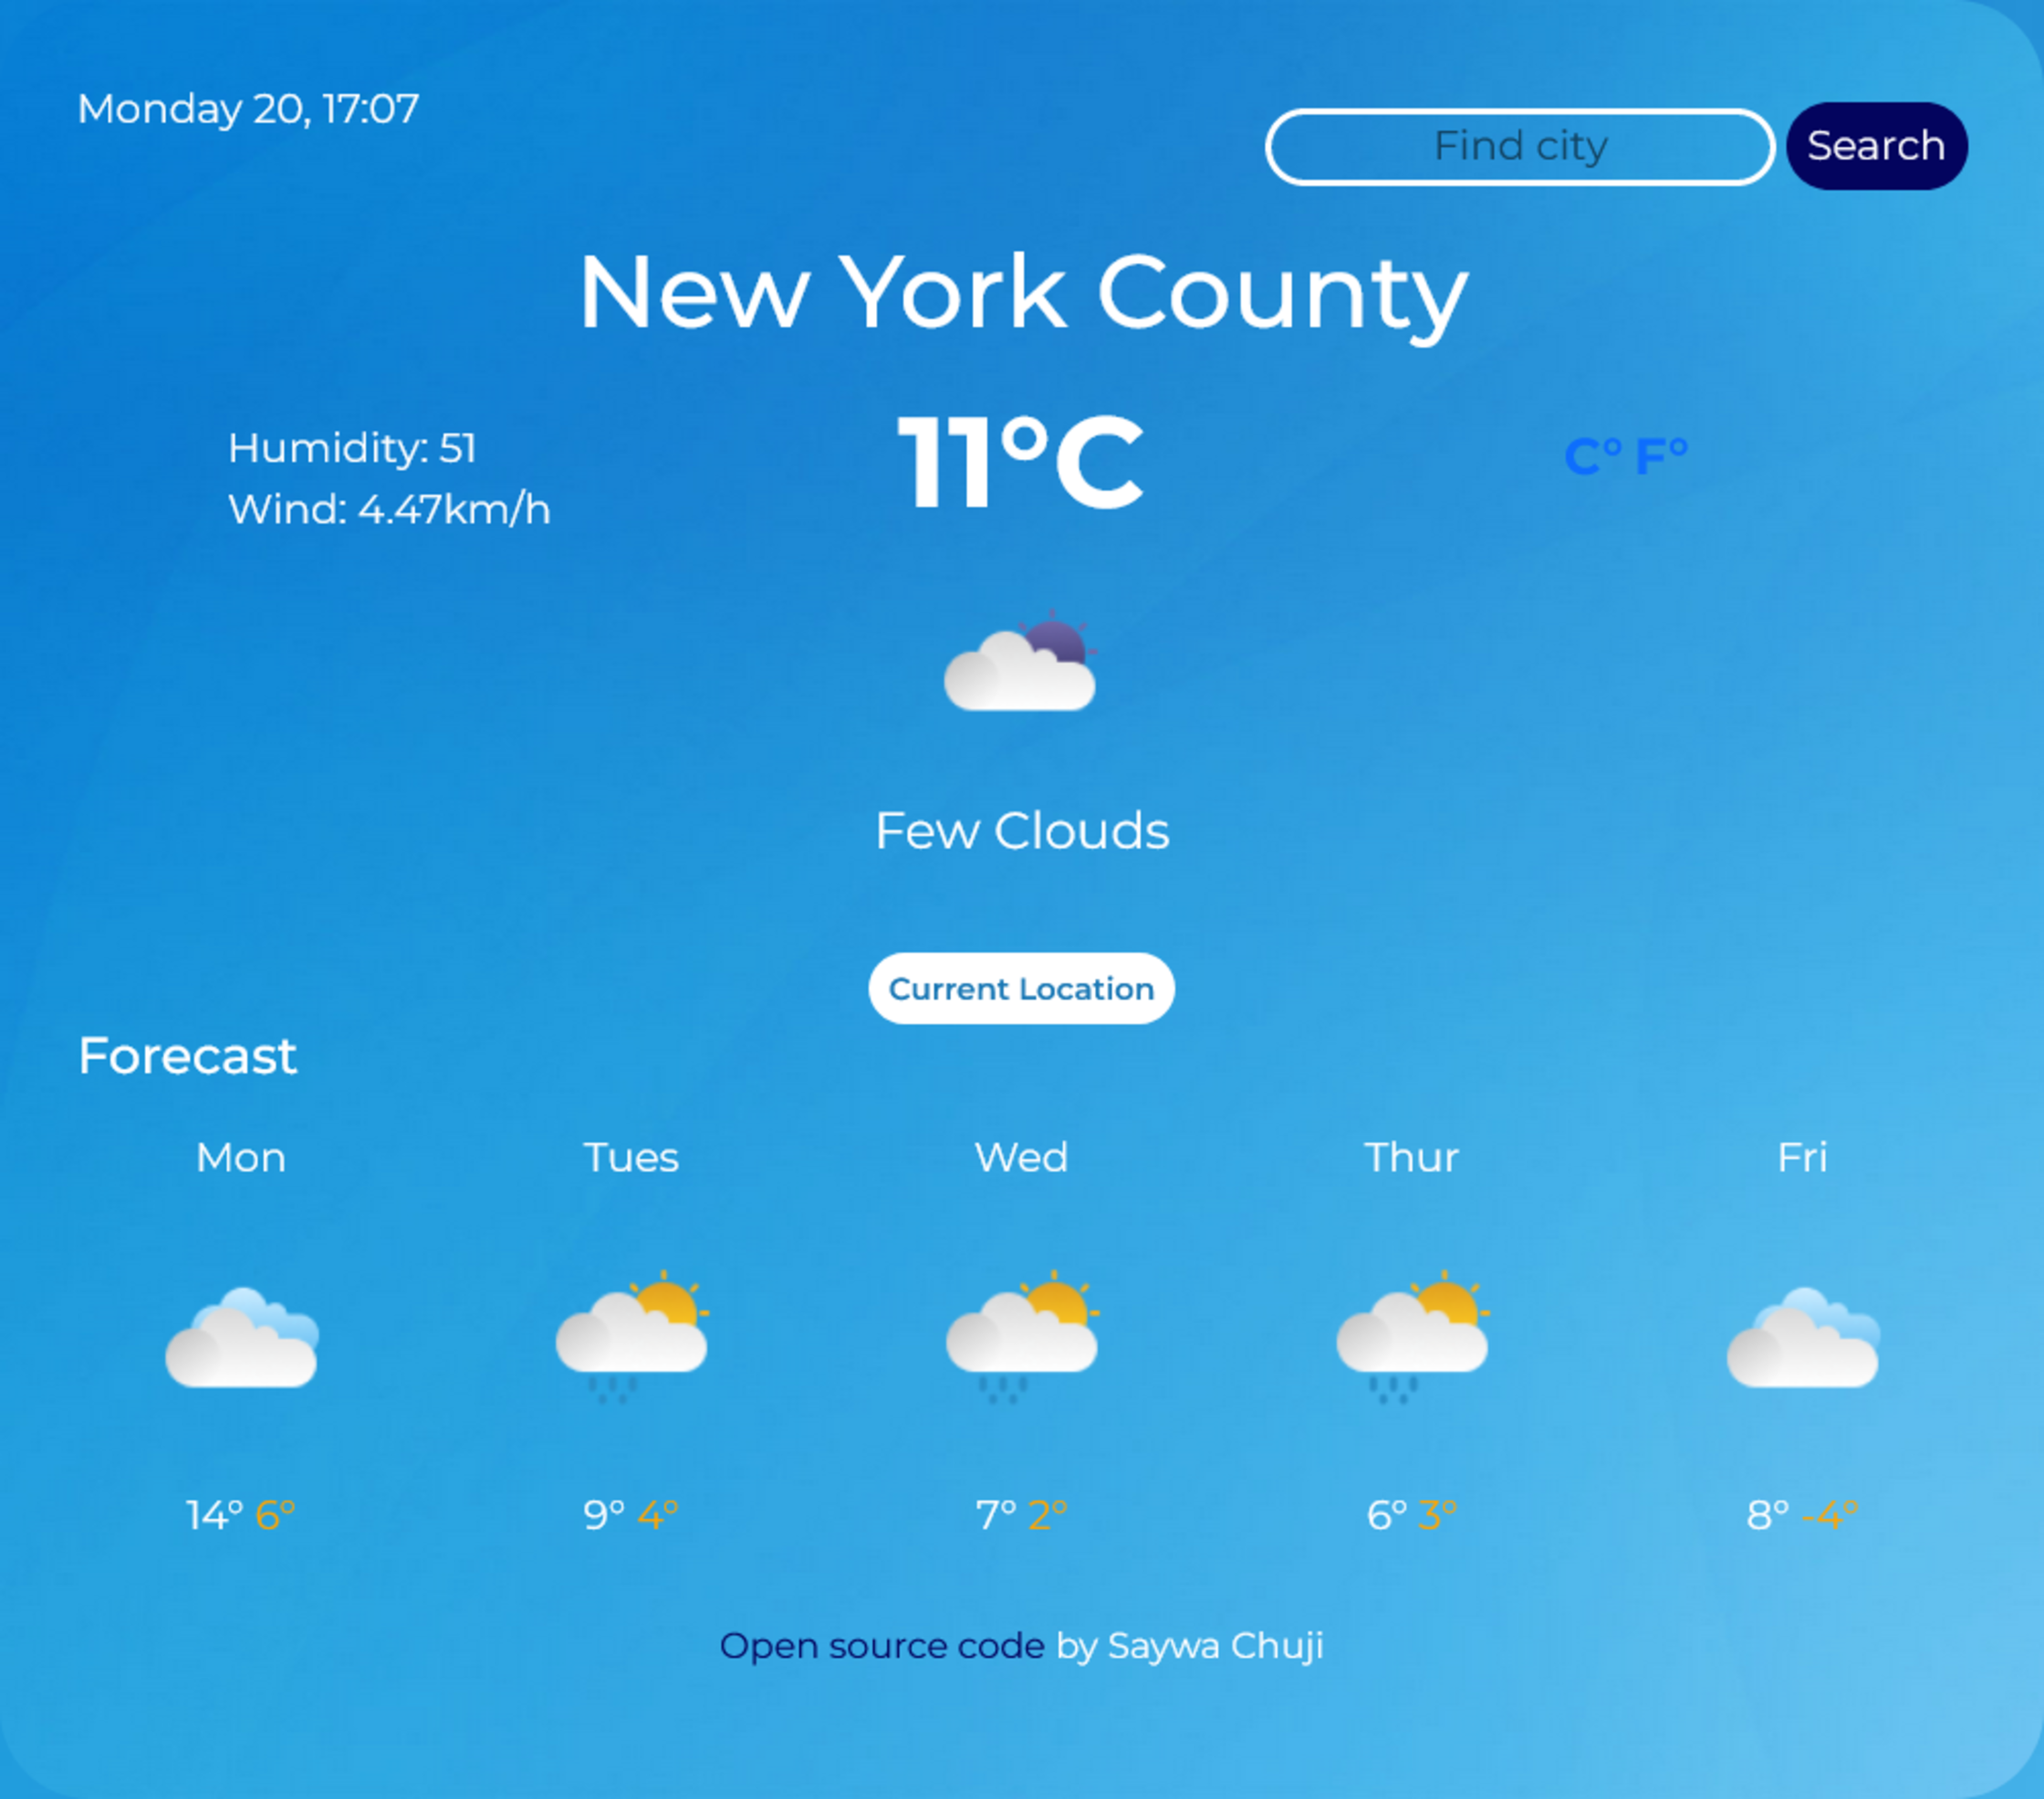 Monday 20, 17:07
Find city
Search
New York County
Humidity: 51
Wind: 4.47km/h
11°C
C° F°
Few Clouds
Current Location
Forecast
Mon
Tues
Wed
Thur
Fri
14° 6°
9° 4°
7° 2°
6° 3°
8° -4°
Open source code by Saywa Chuji